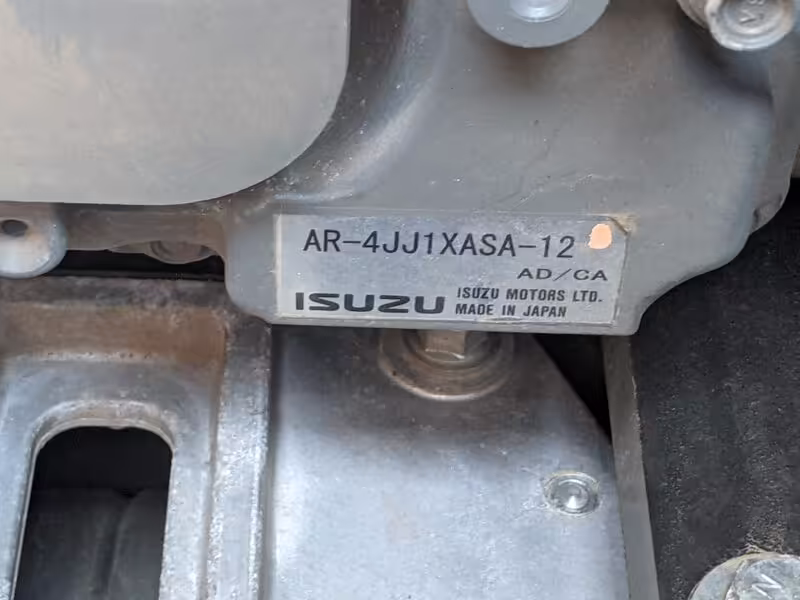 AR-4JJ1XASA-12
AD/CA
ISUZU ISUZU MOTORS LTD.
MADE IN JAPAN